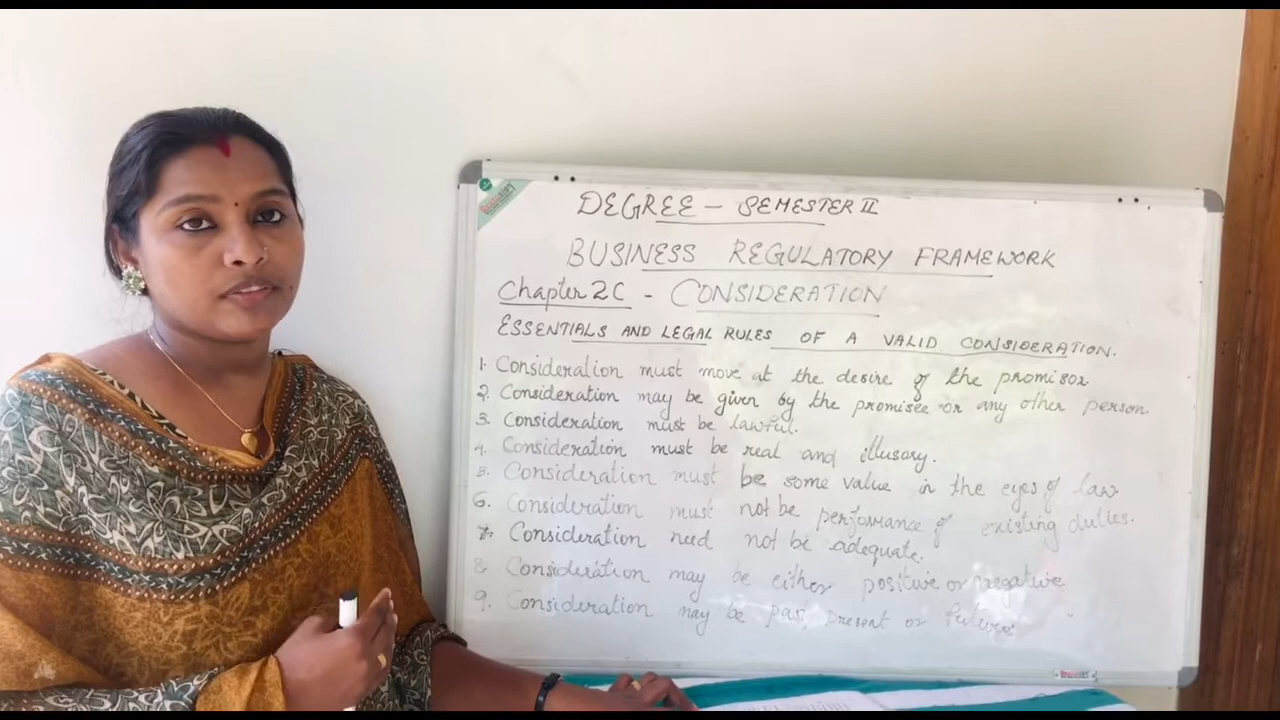 DEGREE - SEMESTER II
BUSINESS REGULATORY FRAMEWORK
Chapter 2C - CONSIDERATION
ESSENTIALS AND LEGAL RULES OF A VALID CONSIDERATION.
1. Consideration must move at the desire of the promisor
2. Consideration may be given by the promisee or any other person.
3. Consideration must be lawful.
4. Consideration must be real and illusory.
5. Consideration must be some value in the eyes of law.
6. Consideration must not be performance of existing duties.
7. Consideration need not be adequate.
8. Consideration may be either positive or negative
9. Consideration may be past, present or future